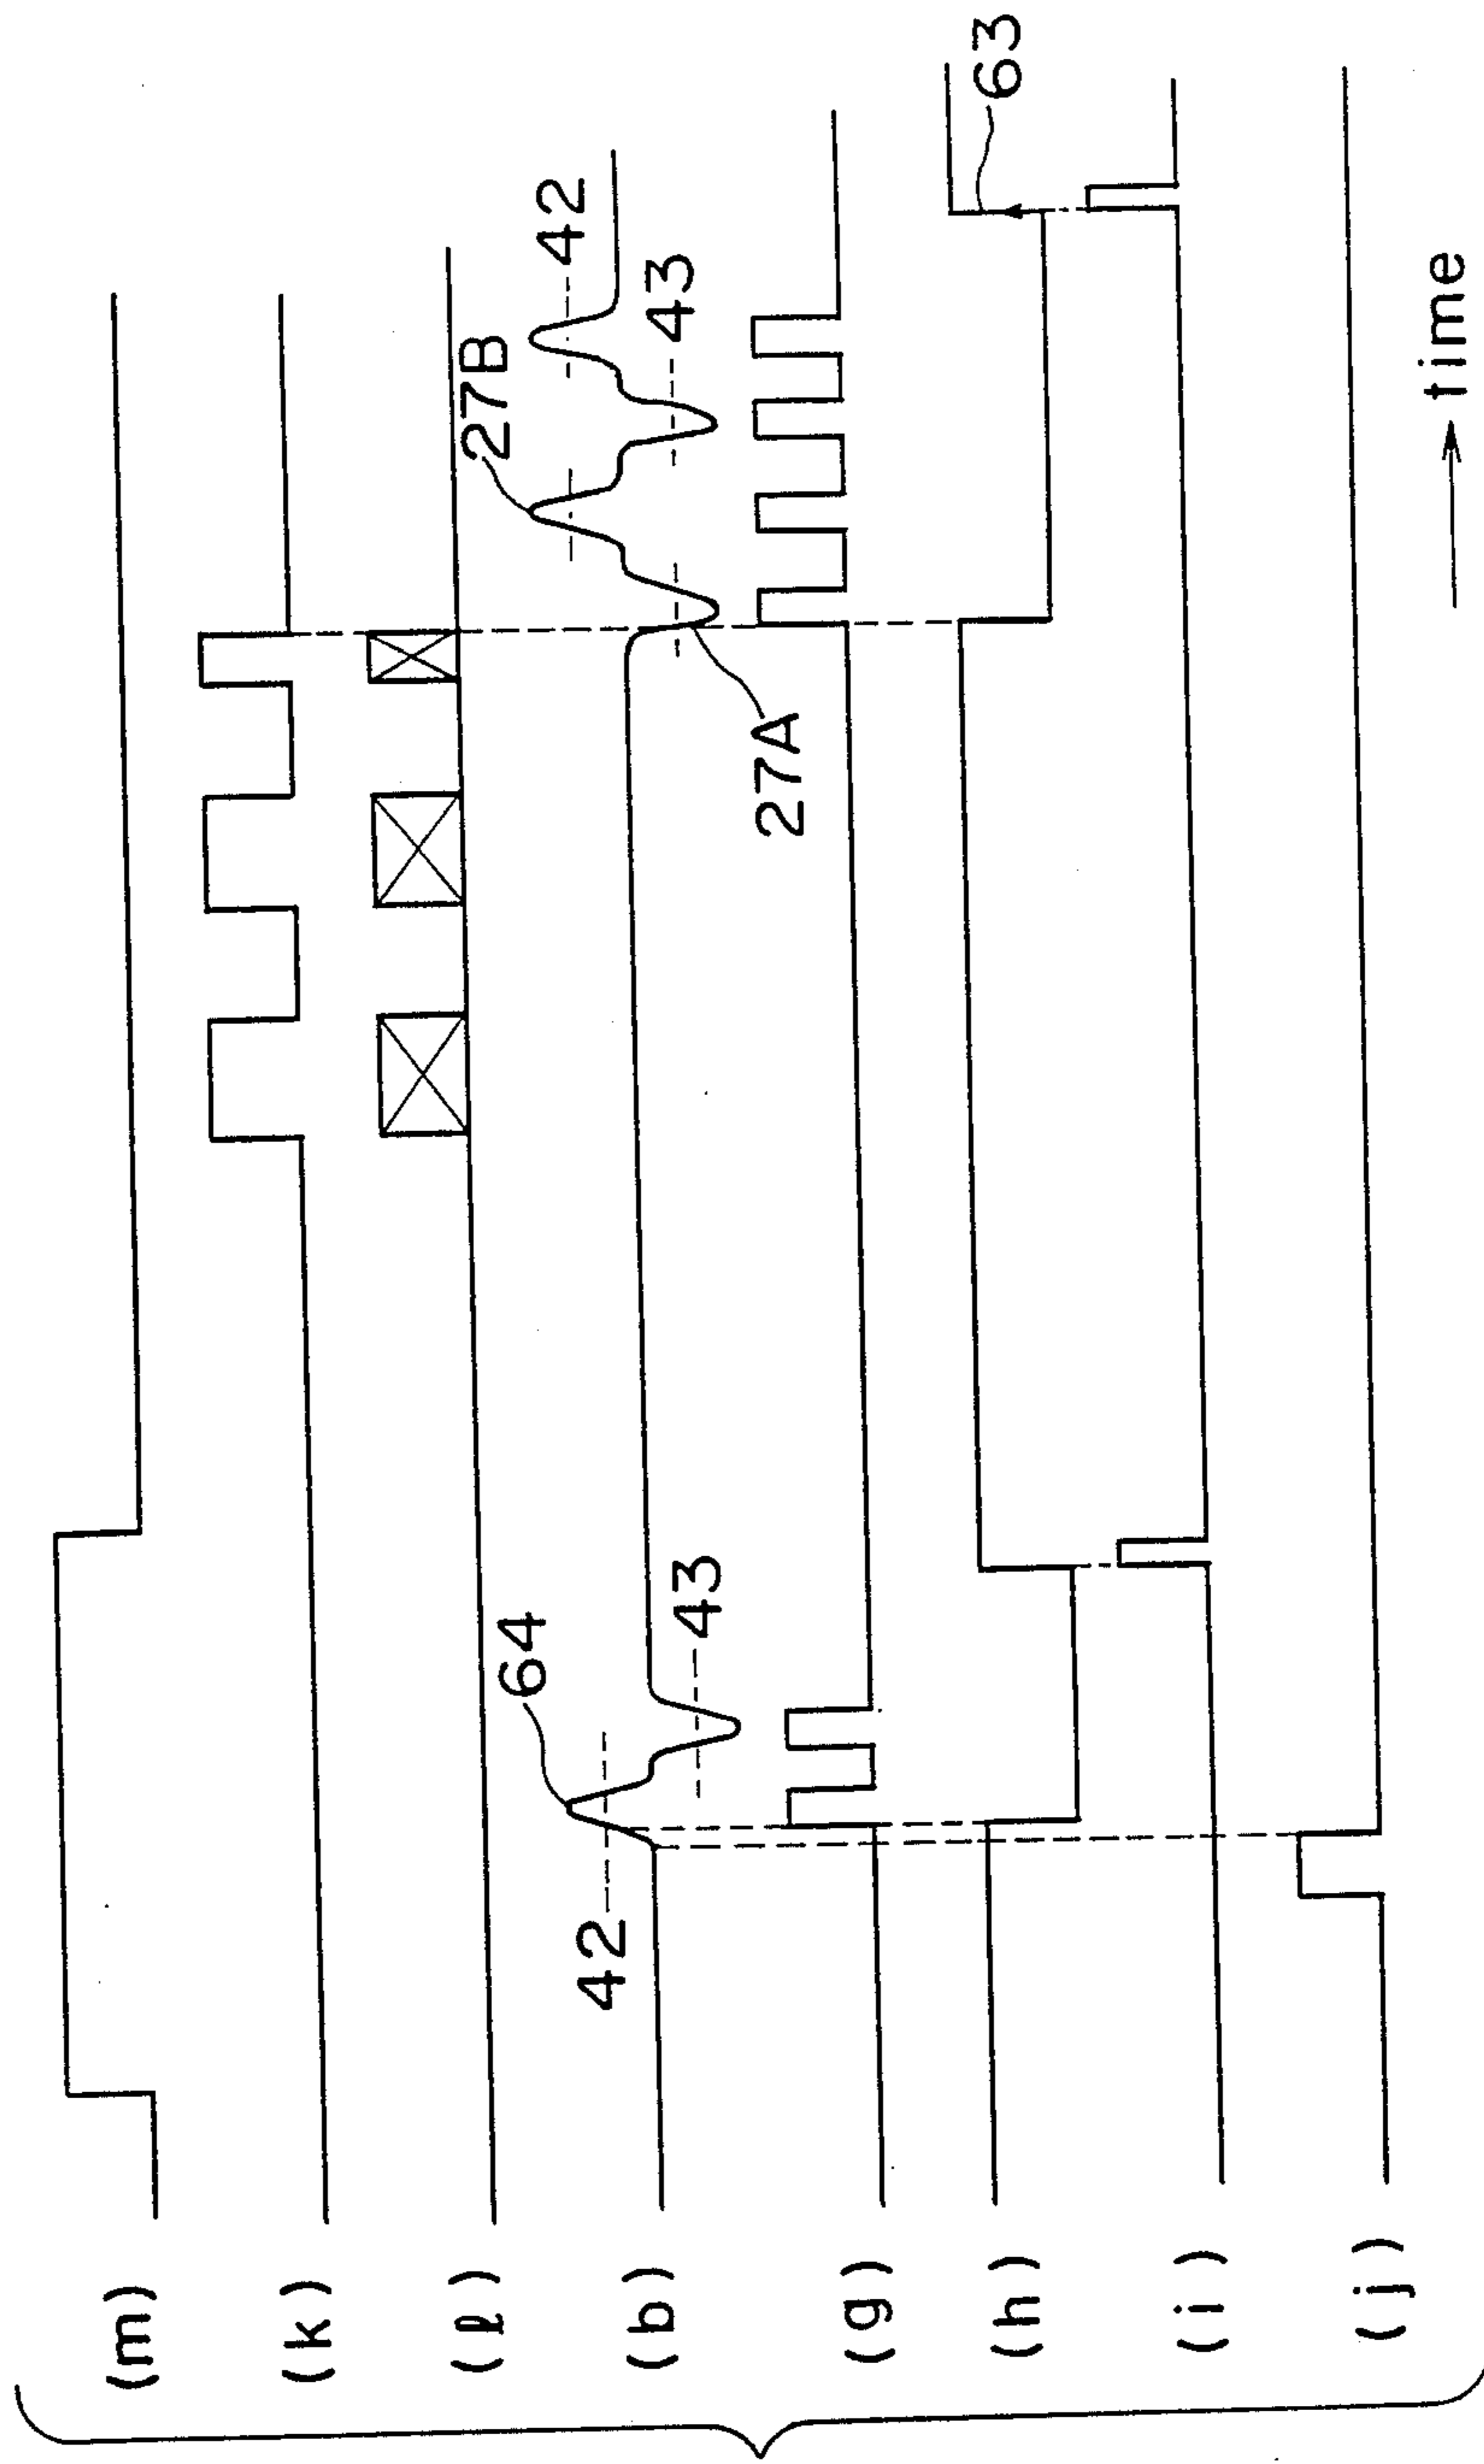 (m)
(k)
(ℓ)
(b)
42
64
43
27A
27B
42
43
(g)
(h)
63
(i)
(j)
→ time